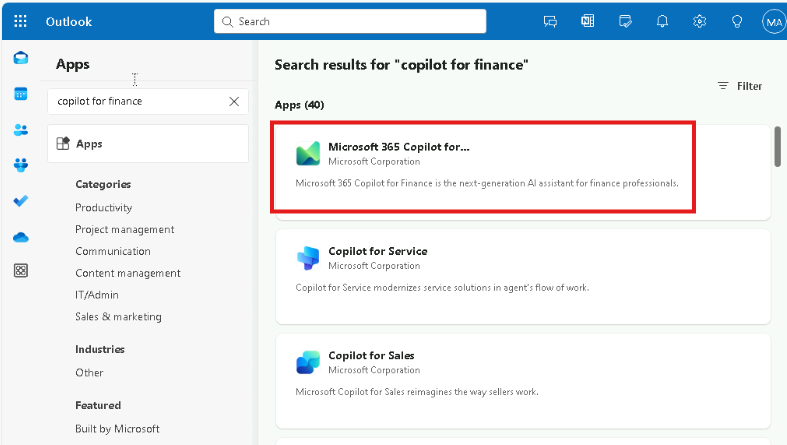 Outlook
Search
MA
Apps
copilot for finance
Apps
Categories
Productivity
Project management
Communication
Content management
IT/Admin
Sales & marketing
Industries
Other
Featured
Built by Microsoft
Search results for "copilot for finance"
Filter
Apps (40)
Microsoft 365 Copilot for...
Microsoft Corporation
Microsoft 365 Copilot for Finance is the next-generation AI assistant for finance professionals.
Copilot for Service
Microsoft Corporation
Copilot for Service modernizes service solutions in agent's flow of work.
Copilot for Sales
Microsoft Corporation
Microsoft Copilot for Sales reimagines the way sellers work.